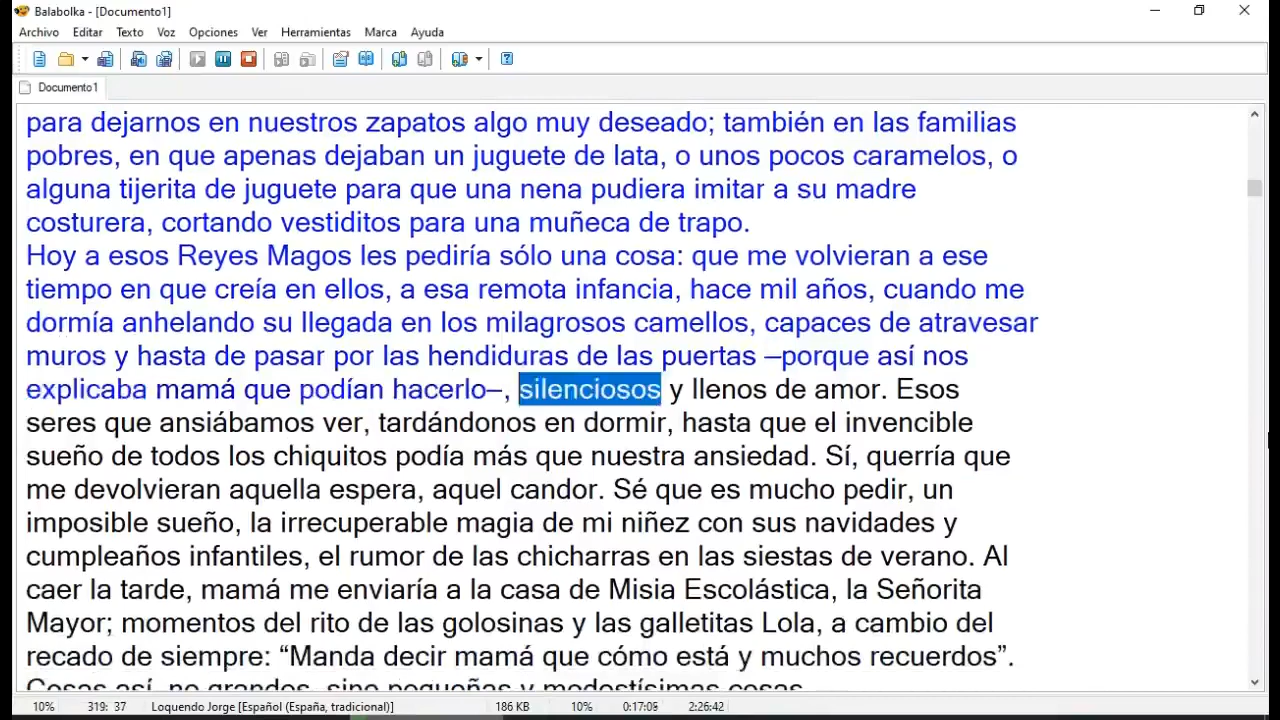 Balabolka - [Documento1]
Archivo Editar Texto Voz Opciones Ver Herramientas Marca Ayuda
Documento1
para dejarnos en nuestros zapatos algo muy deseado; también en las familias
pobres, en que apenas dejaban un juguete de lata, o unos pocos caramelos, o
alguna tijerita de juguete para que una nena pudiera imitar a su madre
costurera, cortando vestiditos para una muñeca de trapo.
Hoy a esos Reyes Magos les pediría sólo una cosa: que me volvieran a ese
tiempo en que creía en ellos, a esa remota infancia, hace mil años, cuando me
dormía anhelando su llegada en los milagrosos camellos, capaces de atravesar
muros y hasta de pasar por las hendiduras de las puertas —porque así nos
explicaba mamá que podían hacerlo—, silenciosos y llenos de amor. Esos
seres que ansiábamos ver, tardándonos en dormir, hasta que el invencible
sueño de todos los chiquitos podía más que nuestra ansiedad. Sí, querría que
me devolvieran aquella espera, aquel candor. Sé que es mucho pedir, un
imposible sueño, la irrecuperable magia de mi niñez con sus navidades y
cumpleaños infantiles, el rumor de las chicharras en las siestas de verano. Al
caer la tarde, mamá me enviaría a la casa de Misia Escolástica, la Señorita
Mayor; momentos del rito de las golosinas y las galletitas Lola, a cambio del
recado de siempre: “Manda decir mamá que cómo está y muchos recuerdos”.
Cosas así, no grandes, sino pequeñas y modestísimas cosas.
10% 319: 37 Loquendo Jorge [Español (España, tradicional)] 186 KB 10% 0:17:05 2:26:42